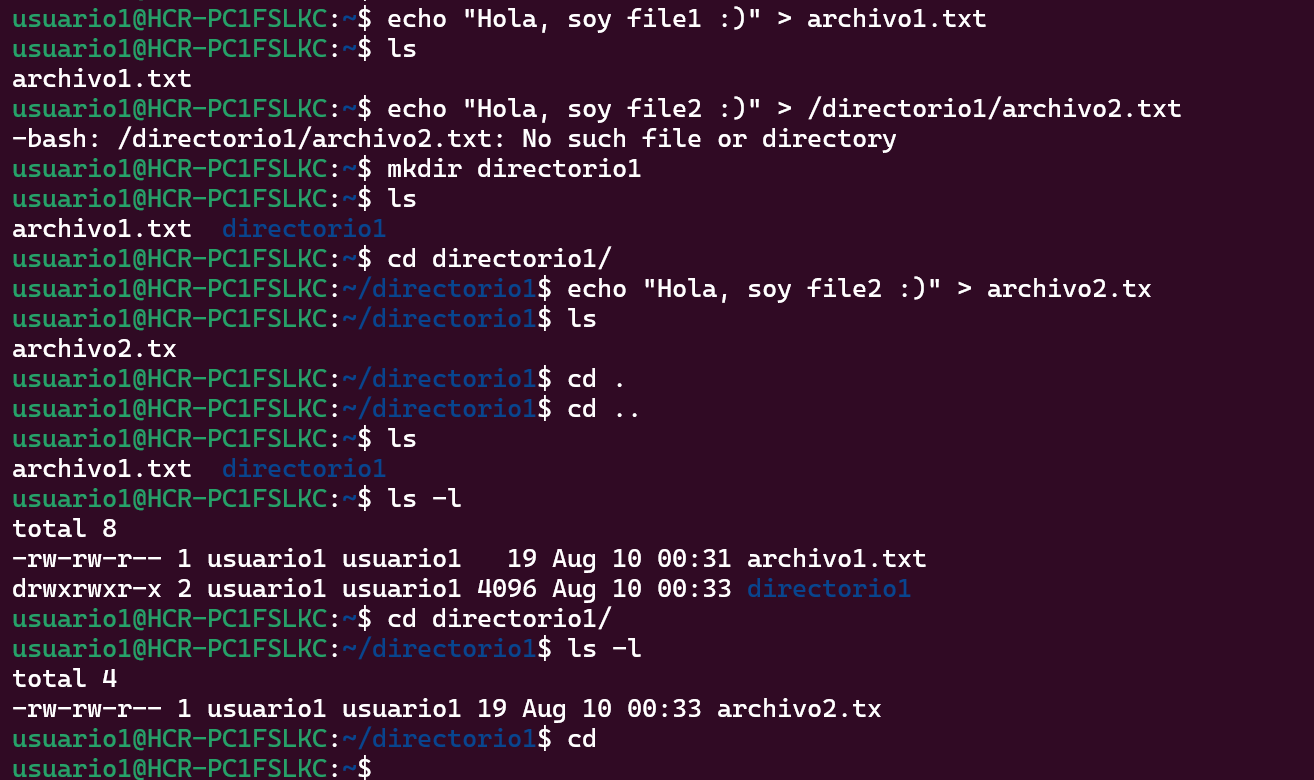 usuario1@HCR-PC1FSLKC:~$ echo "Hola, soy file1 :)" > archivo1.txt
usuario1@HCR-PC1FSLKC:~$ ls
archivo1.txt
usuario1@HCR-PC1FSLKC:~$ echo "Hola, soy file2 :)" > /directorio1/archivo2.txt
-bash: /directorio1/archivo2.txt: No such file or directory
usuario1@HCR-PC1FSLKC:~$ mkdir directorio1
usuario1@HCR-PC1FSLKC:~$ ls
archivo1.txt  directorio1
usuario1@HCR-PC1FSLKC:~$ cd directorio1/
usuario1@HCR-PC1FSLKC:~/directorio1$ echo "Hola, soy file2 :)" > archivo2.tx
usuario1@HCR-PC1FSLKC:~/directorio1$ ls
archivo2.tx
usuario1@HCR-PC1FSLKC:~/directorio1$ cd .
usuario1@HCR-PC1FSLKC:~/directorio1$ cd ..
usuario1@HCR-PC1FSLKC:~$ ls
archivo1.txt  directorio1
usuario1@HCR-PC1FSLKC:~$ ls -l
total 8
-rw-rw-r-- 1 usuario1 usuario1   19 Aug 10 00:31 archivo1.txt
drwxrwxr-x 2 usuario1 usuario1 4096 Aug 10 00:33 directorio1
usuario1@HCR-PC1FSLKC:~$ cd directorio1/
usuario1@HCR-PC1FSLKC:~/directorio1$ ls -l
total 4
-rw-rw-r-- 1 usuario1 usuario1 19 Aug 10 00:33 archivo2.tx
usuario1@HCR-PC1FSLKC:~/directorio1$ cd
usuario1@HCR-PC1FSLKC:~$